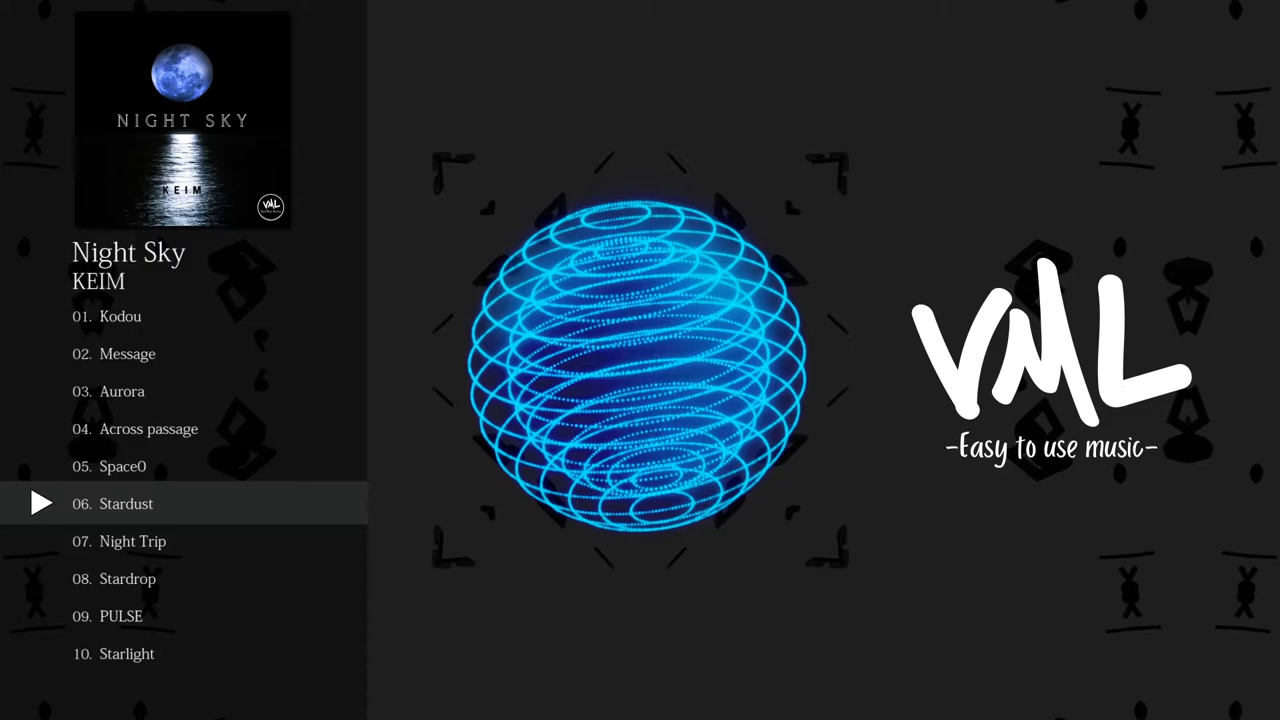 NIGHT SKY
KEIM
VML
Night Sky
KEIM
01. Kodou
02. Message
03. Aurora
04. Across passage
05. Space0
06. Stardust
07. Night Trip
08. Stardrop
09. PULSE
10. Starlight
VML
-Easy to use music-